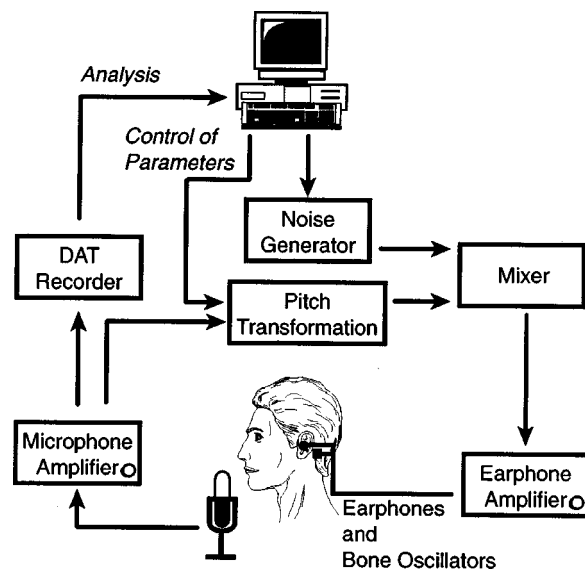 Analysis
Control of
Parameters
Noise
Generator
DAT
Recorder
Mixer
Pitch
Transformation
Microphone
Amplifier
Earphone
Amplifier
Earphones
and
Bone Oscillators